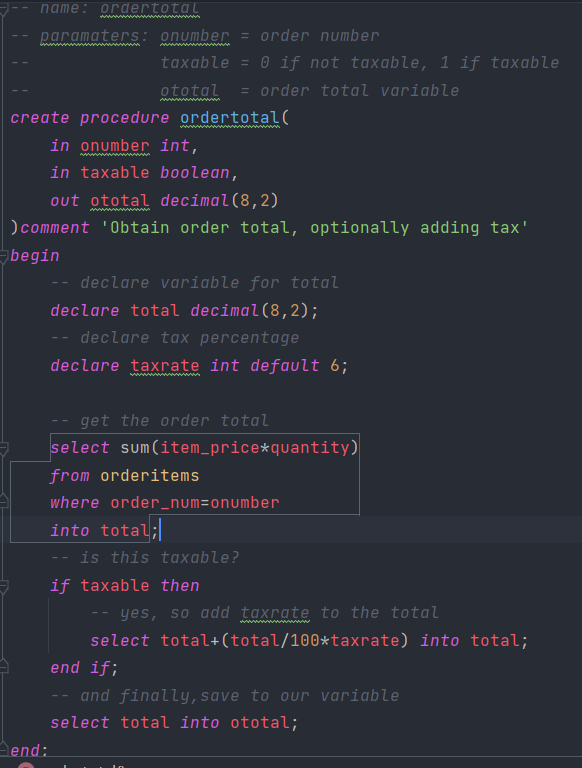 -- name: ordertotal
-- paramaters: onumber = order number
--             taxable = 0 if not taxable, 1 if taxable
--             ototal  = order total variable
create procedure ordertotal(
    in onumber int,
    in taxable boolean,
    out ototal decimal(8,2)
)comment 'Obtain order total, optionally adding tax'
begin
    -- declare variable for total
    declare total decimal(8,2);
    -- declare tax percentage
    declare taxrate int default 6;

    -- get the order total
    select sum(item_price*quantity)
    from orderitems
    where order_num=onumber
    into total;
    -- is this taxable?
    if taxable then
        -- yes, so add taxrate to the total
        select total+(total/100*taxrate) into total;
    end if;
    -- and finally,save to our variable
    select total into ototal;
end;